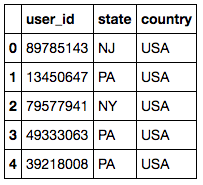 user_id state country
0 89785143 NJ USA
1 13450647 PA USA
2 79577941 NY USA
3 49333063 PA USA
4 39218008 PA USA